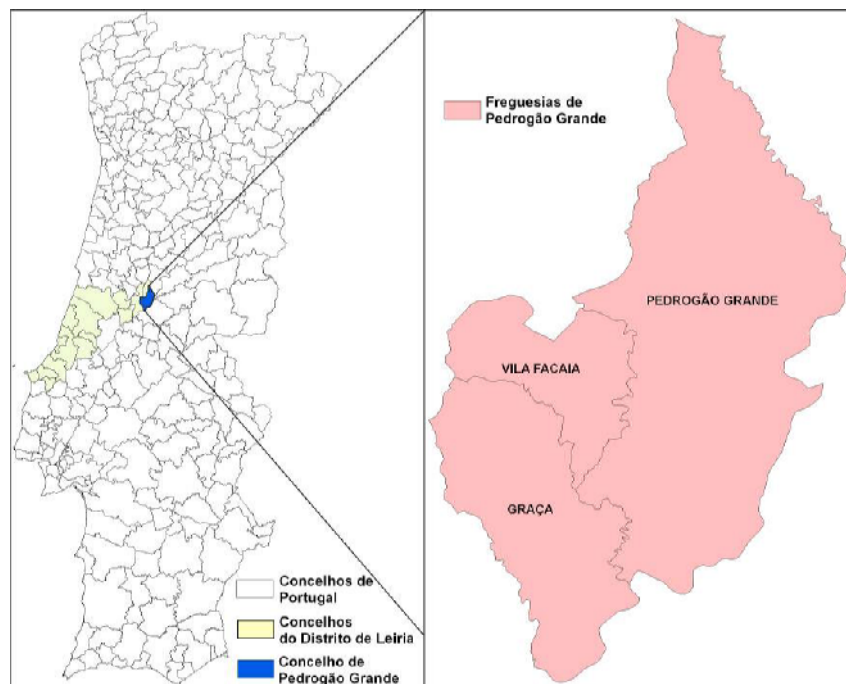 Concelhos de
Portugal
Concelhos
do Distrito de Leiria
Concelho de
Pedrogão Grande
Freguesias de
Pedrogão Grande
PEDROGÃO GRANDE
VILA FACAIA
GRAÇA